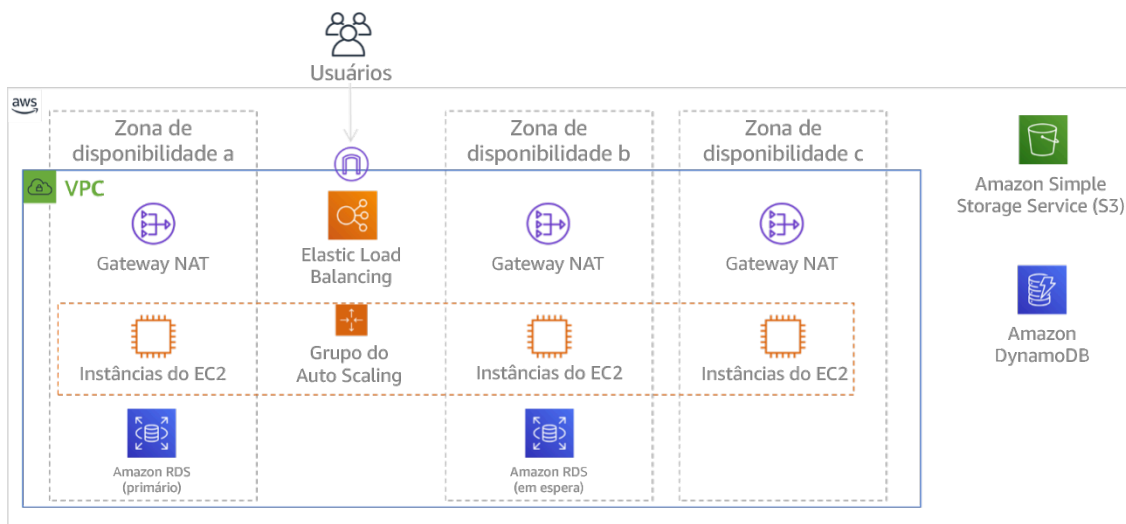 Usuários
aws
Zona de
disponibilidade a
Zona de
disponibilidade b
Zona de
disponibilidade c
VPC
Amazon Simple
Storage Service (S3)
Gateway NAT
Elastic Load
Balancing
Gateway NAT
Gateway NAT
Amazon
DynamoDB
Instâncias do EC2
Grupo do
Auto Scaling
Instâncias do EC2
Instâncias do EC2
Amazon RDS
(primário)
Amazon RDS
(em espera)